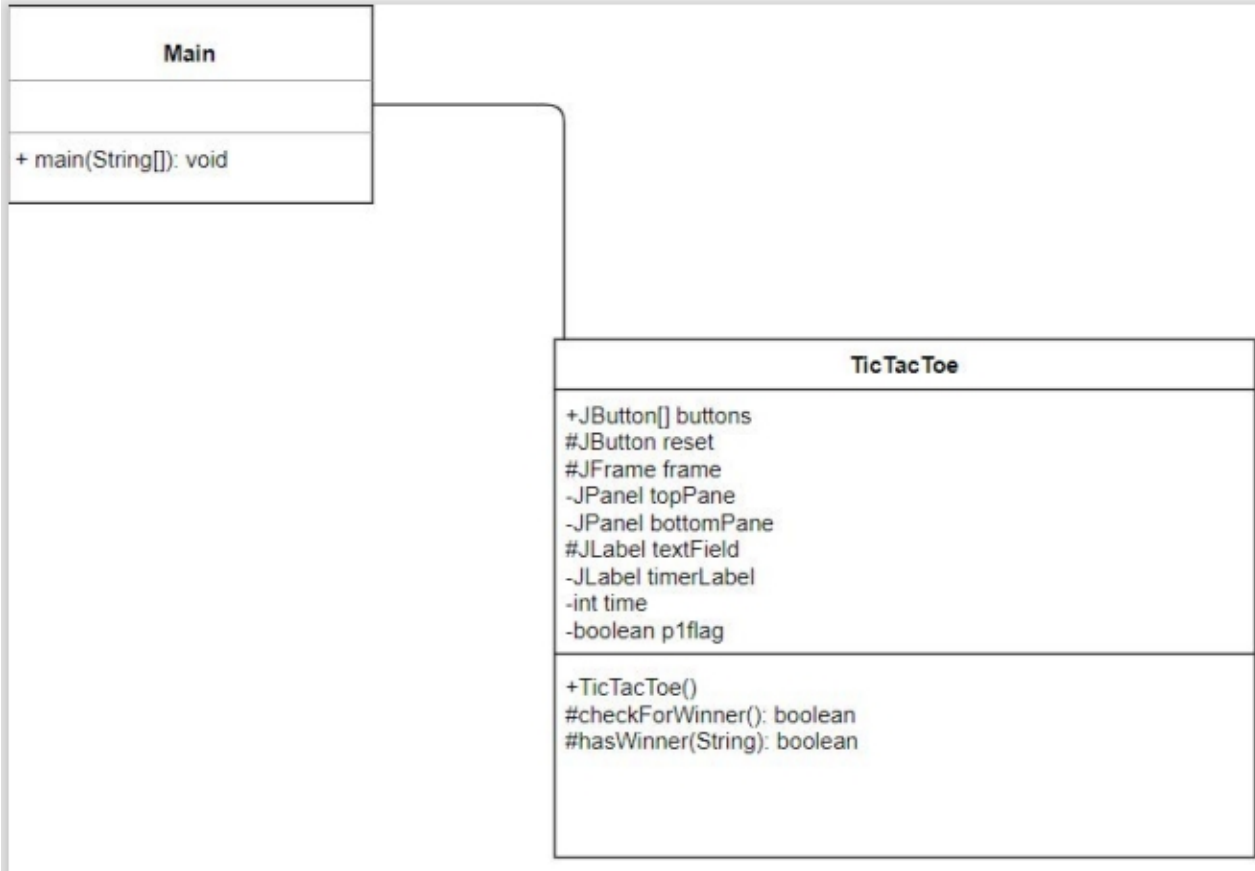 Main
+ main(String[]): void
TicTacToe
+JButton[] buttons
#JButton reset
#JFrame frame
-JPanel topPane
-JPanel bottomPane
#JLabel textField
-JLabel timerLabel
-int time
-boolean p1flag
+TicTacToe()
#checkForWinner(): boolean
#hasWinner(String): boolean